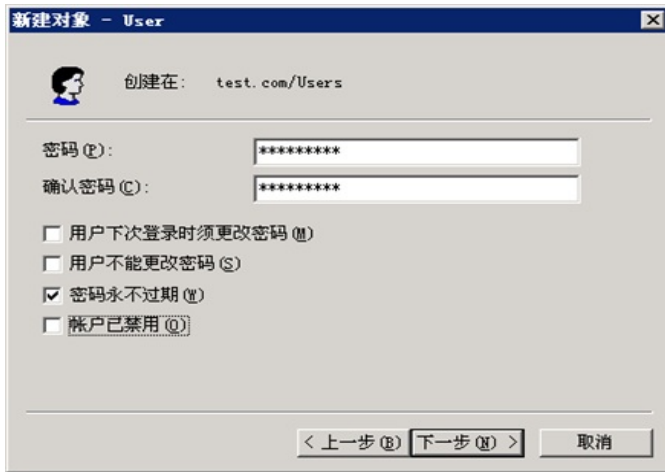 新建对象 - User
创建在: test.com/Users
密码(P): *********
确认密码(C): *********
用户下次登录时须更改密码(M)
用户不能更改密码(S)
密码永不过期(W)
帐户已禁用(O)
< 上一步(B) 下一步(N) > 取消